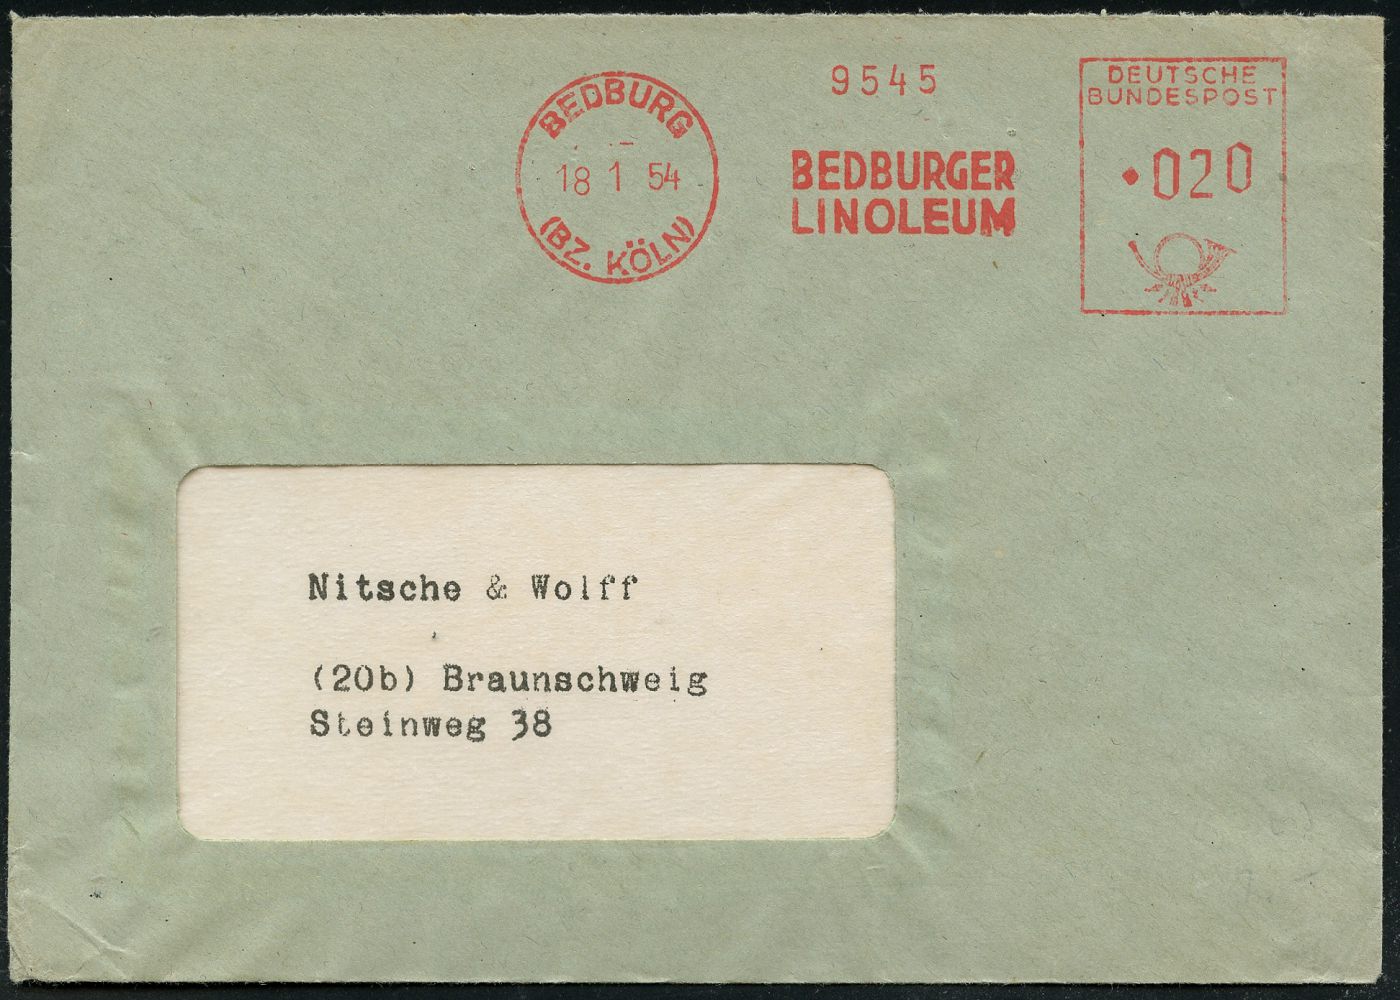 BEDBURG
18 1 54
(BZ. KÖLN)
9545
BEDBURGER
LINOLEUM
DEUTSCHE
BUNDESPOST
020
Nitsche & Wolff
(20b) Braunschweig
Steinweg 38